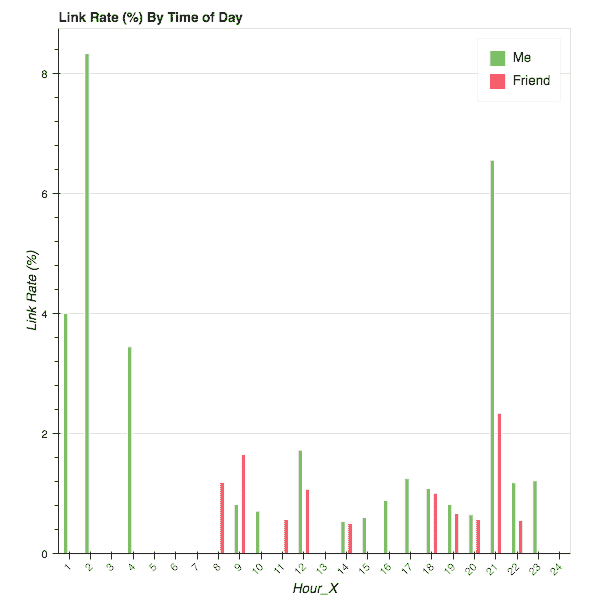 Link Rate (%) By Time of Day
Me
Friend
8
6
4
2
0
Link Rate (%)
1 2 3 4 5 6 7 8 9 10 11 12 13 14 15 16 17 18 19 20 21 22 23 24
Hour_X